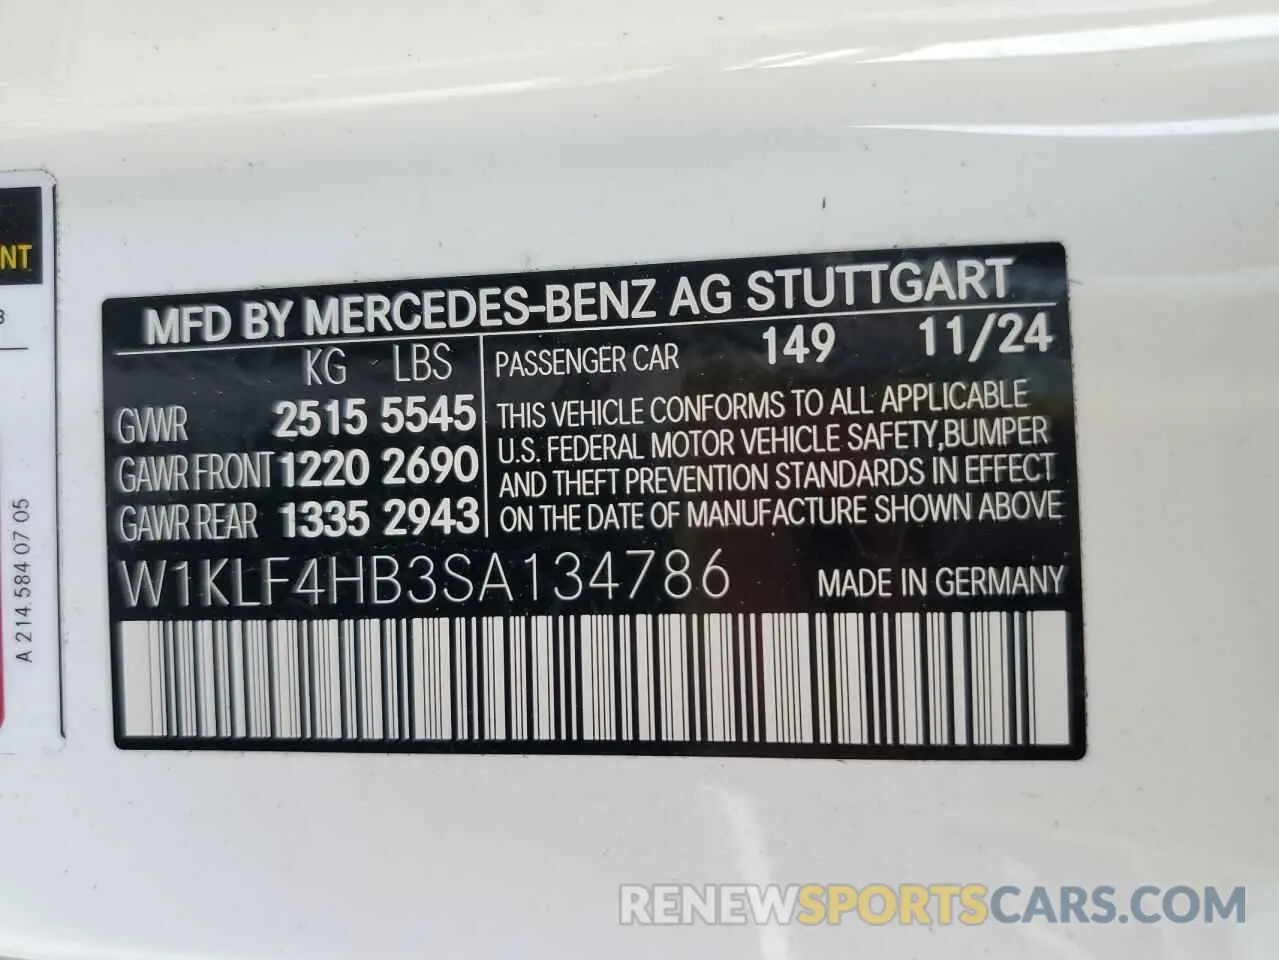 NT
3
A 214 584 07 05
MFD BY MERCEDES-BENZ AG STUTTGART
KG LBS PASSENGER CAR 149 11/24
GVWR 2515 5545
GAWR FRONT 1220 2690
GAWR REAR 1335 2943
THIS VEHICLE CONFORMS TO ALL APPLICABLE
U.S. FEDERAL MOTOR VEHICLE SAFETY,BUMPER
AND THEFT PREVENTION STANDARDS IN EFFECT
ON THE DATE OF MANUFACTURE SHOWN ABOVE
W1KLF4HB3SA134786 MADE IN GERMANY
RENEWSPORTSCARS.COM